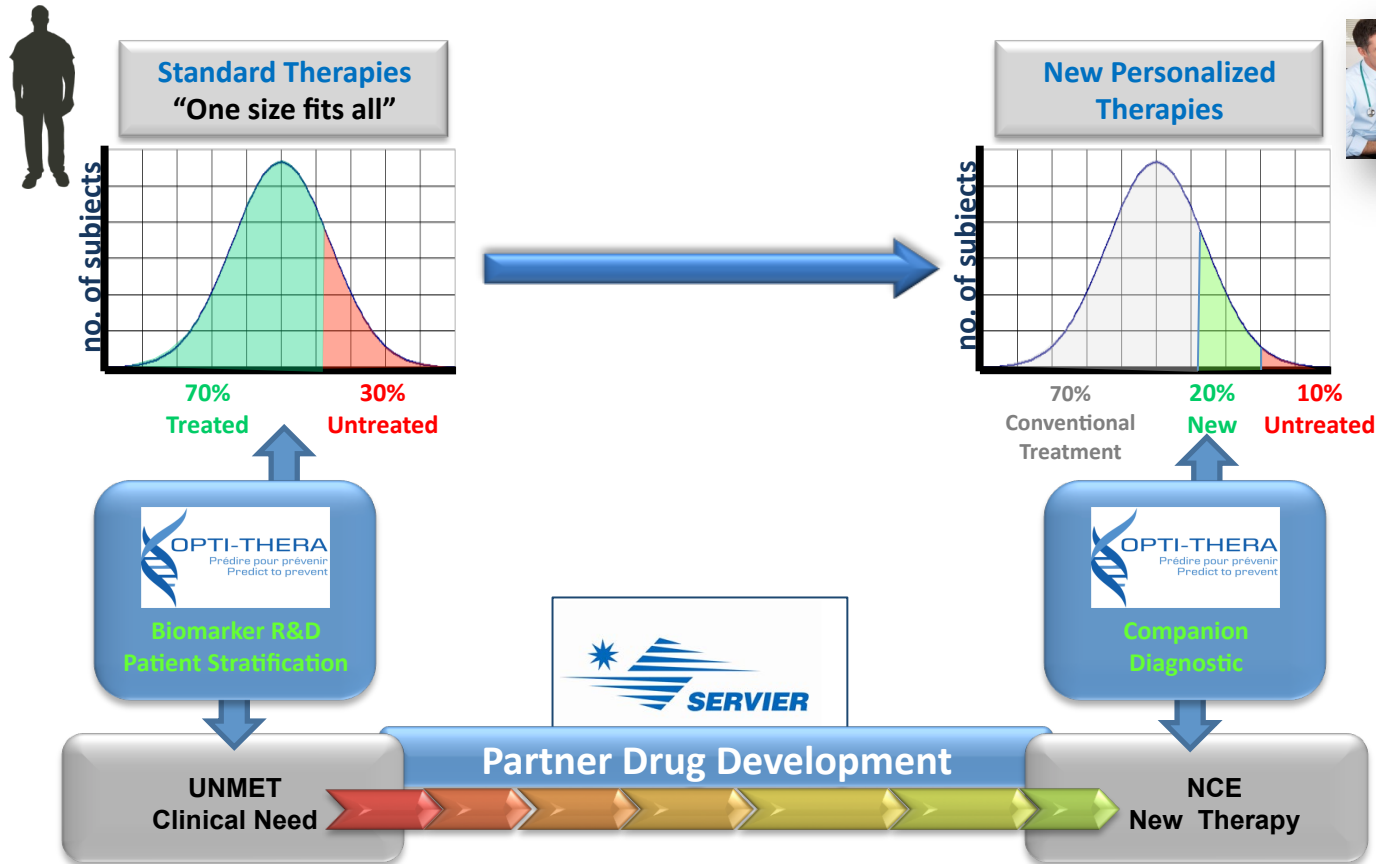 Standard Therapies
“One size fits all”
New Personalized
Therapies
no. of subjects
no. of subjects
70%
Treated
30%
Untreated
70%
Conventional
Treatment
20%
New
10%
Untreated
OPTI-THERA
Prédire pour prévenir
Predict to prevent
Biomarker R&D
Patient Stratification
OPTI-THERA
Prédire pour prévenir
Predict to prevent
Companion
Diagnostic
SERVIER
Partner Drug Development
UNMET
Clinical Need
NCE
New Therapy